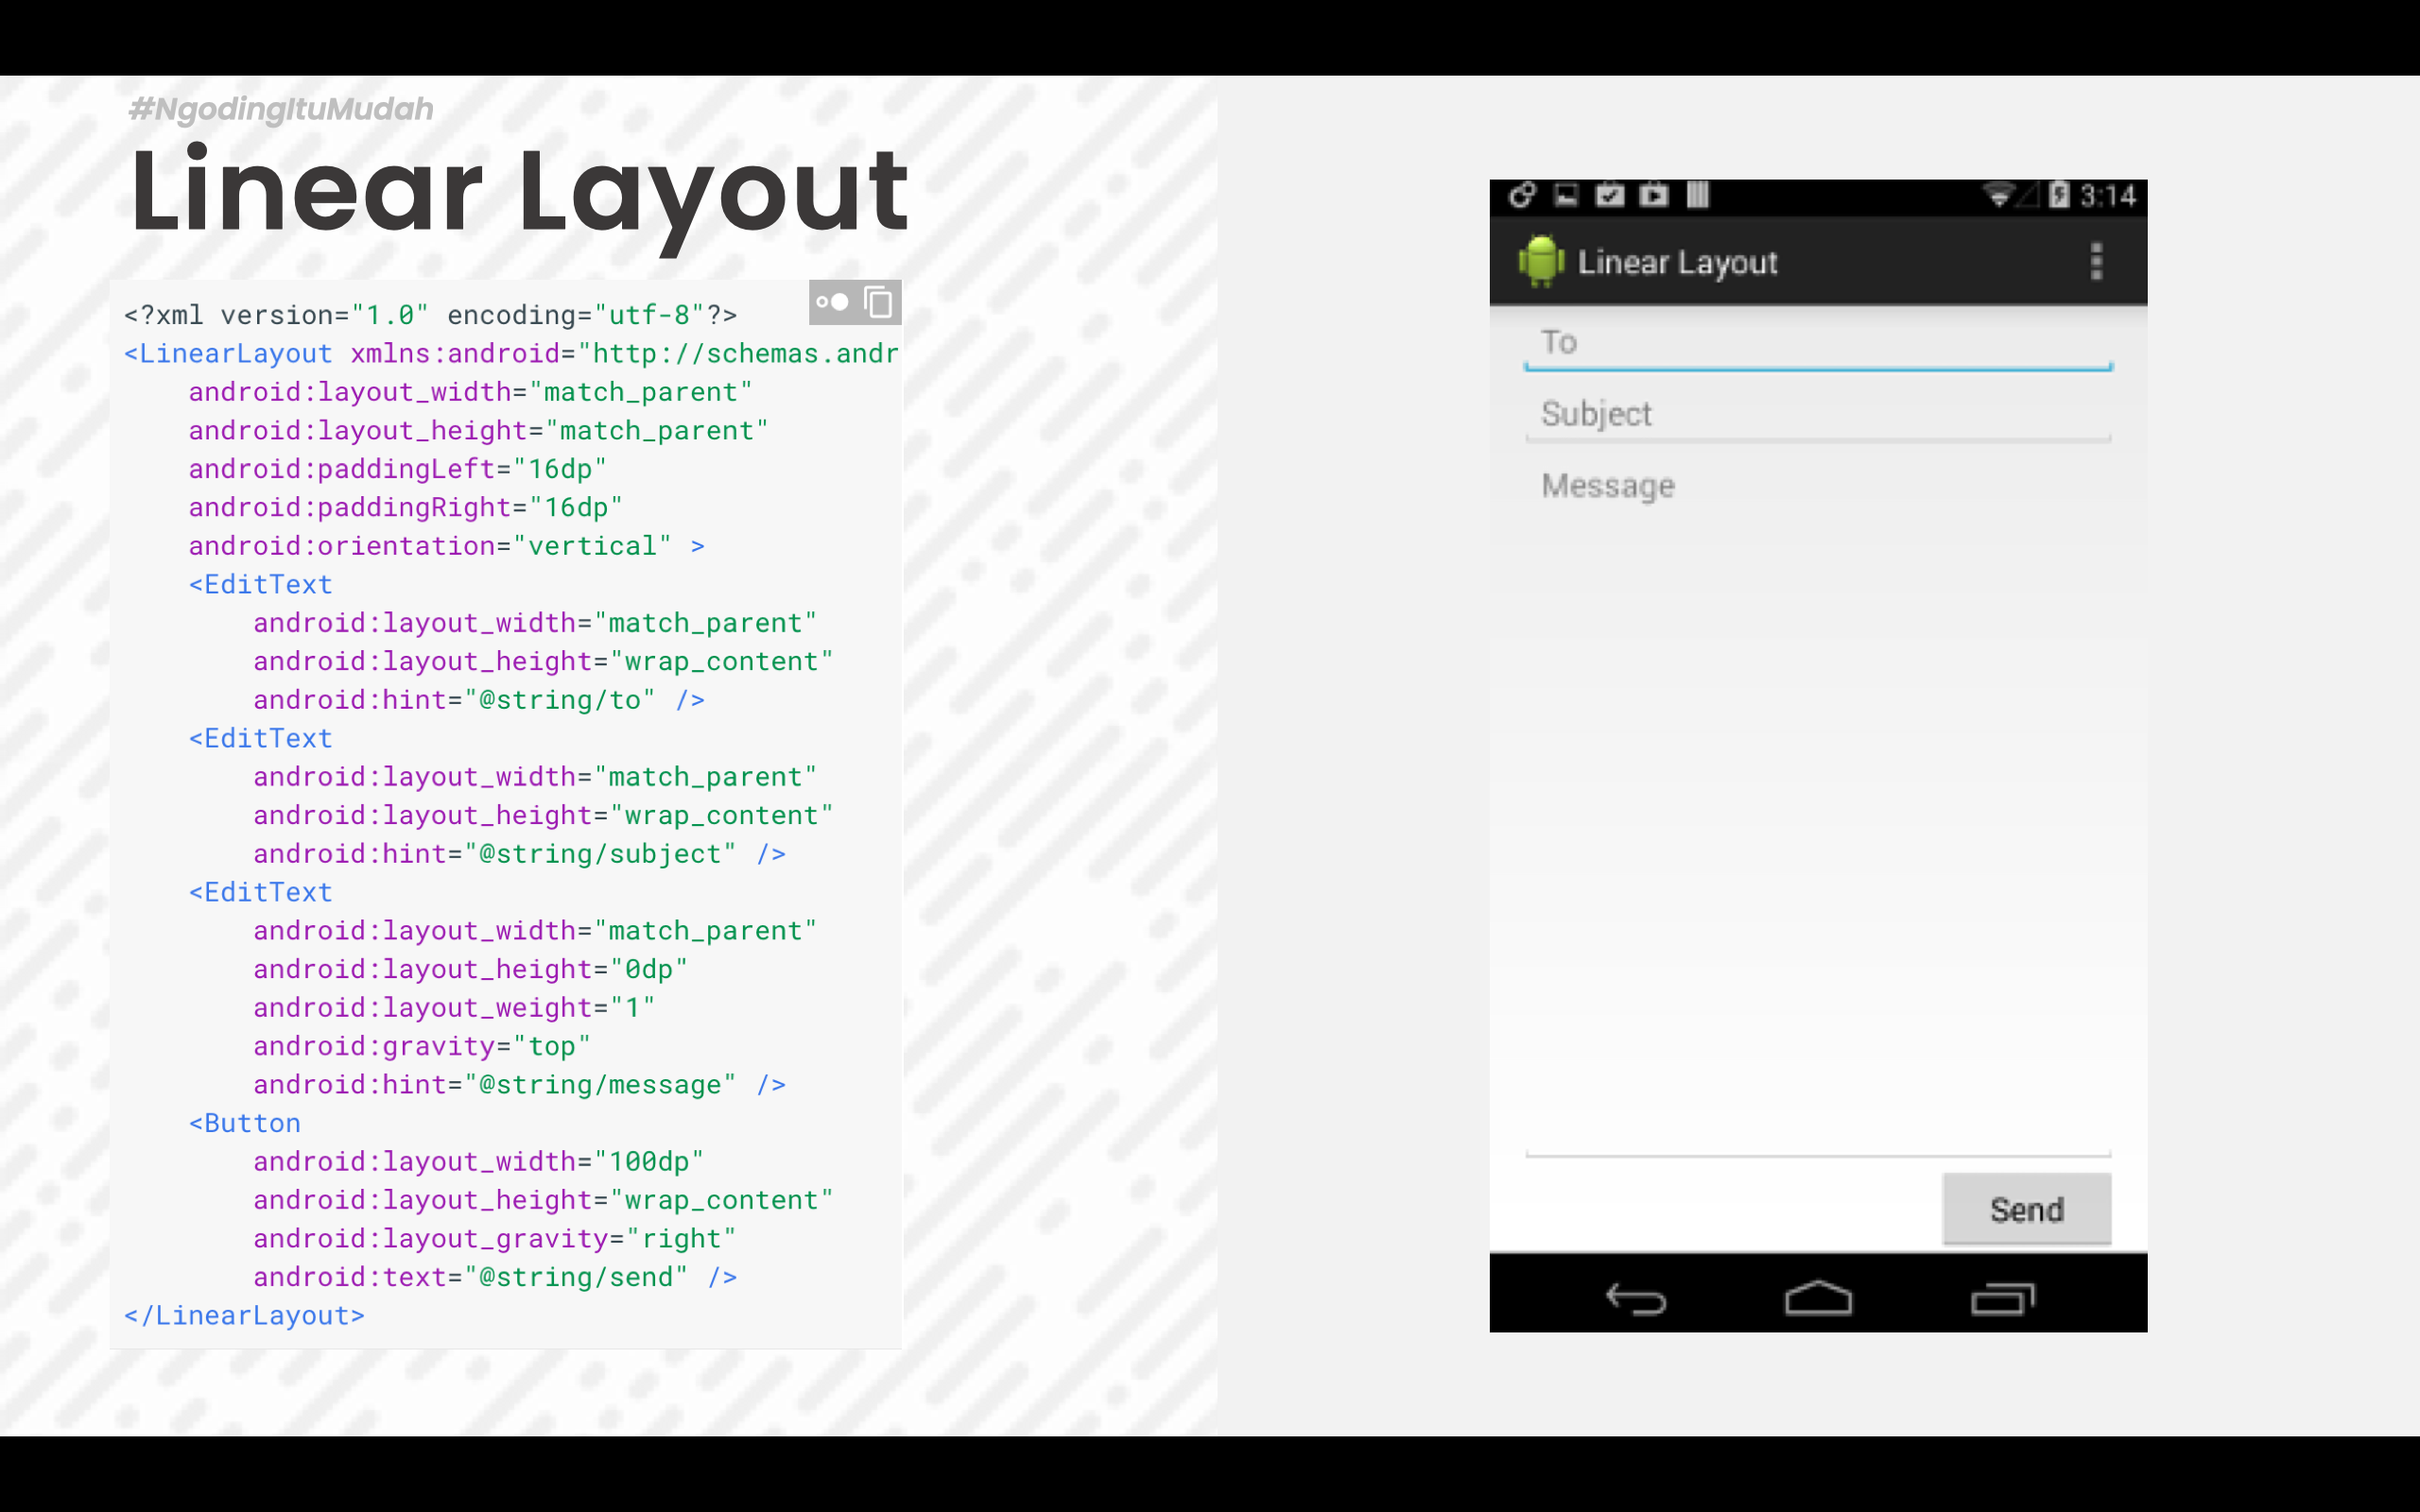 #NgodingItuMudah
Linear Layout
<?xml version="1.0" encoding="utf-8"?>
<LinearLayout xmlns:android="http://schemas.andr
    android:layout_width="match_parent"
    android:layout_height="match_parent"
    android:paddingLeft="16dp"
    android:paddingRight="16dp"
    android:orientation="vertical" >
    <EditText
        android:layout_width="match_parent"
        android:layout_height="wrap_content"
        android:hint="@string/to" />
    <EditText
        android:layout_width="match_parent"
        android:layout_height="wrap_content"
        android:hint="@string/subject" />
    <EditText
        android:layout_width="match_parent"
        android:layout_height="0dp"
        android:layout_weight="1"
        android:gravity="top"
        android:hint="@string/message" />
    <Button
        android:layout_width="100dp"
        android:layout_height="wrap_content"
        android:layout_gravity="right"
        android:text="@string/send" />
</LinearLayout>
3:14
Linear Layout
To
Subject
Message
Send